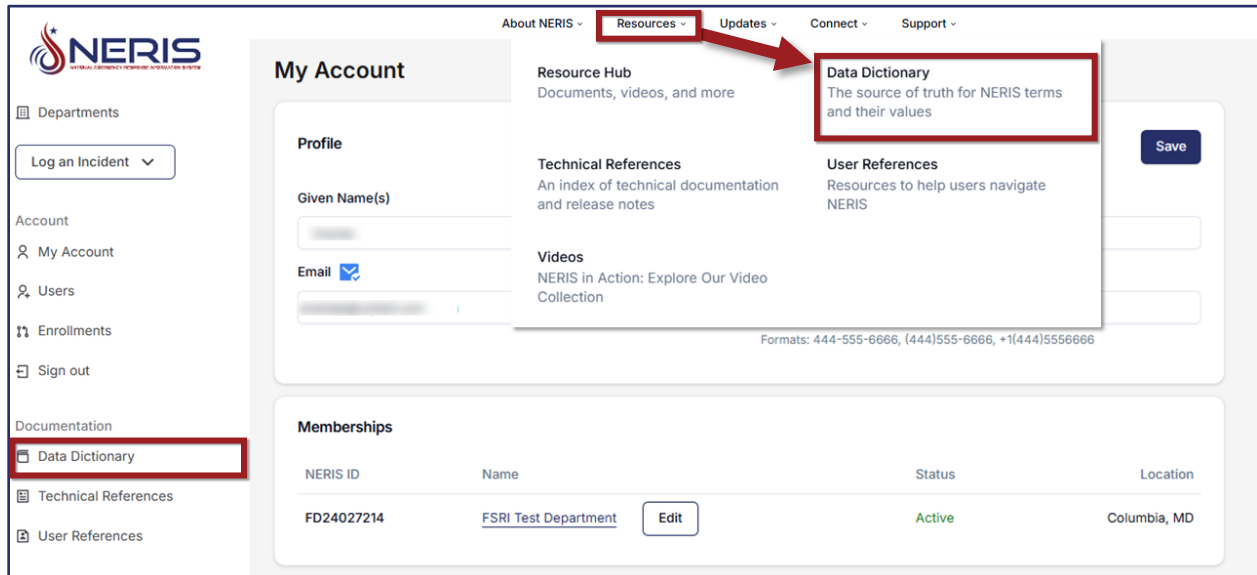 About NERIS
Resources
Updates
Connect
Support
NERIS
NATIONAL EMERGENCY RESPONSE INFORMATION SYSTEM
Departments
Log an Incident
Account
My Account
Users
Enrollments
Sign out
Documentation
Data Dictionary
Technical References
User References
My Account
Resource Hub
Documents, videos, and more
Data Dictionary
The source of truth for NERIS terms
and their values
Technical References
An index of technical documentation
and release notes
User References
Resources to help users navigate
NERIS
Videos
NERIS in Action: Explore Our Video
Collection
Profile
Save
Given Name(s)
Email
Formats: 444-555-6666, (444)555-6666, +1(444)5556666
Memberships
NERIS ID Name Status Location
FD24027214 FSRI Test Department Edit Active Columbia, MD